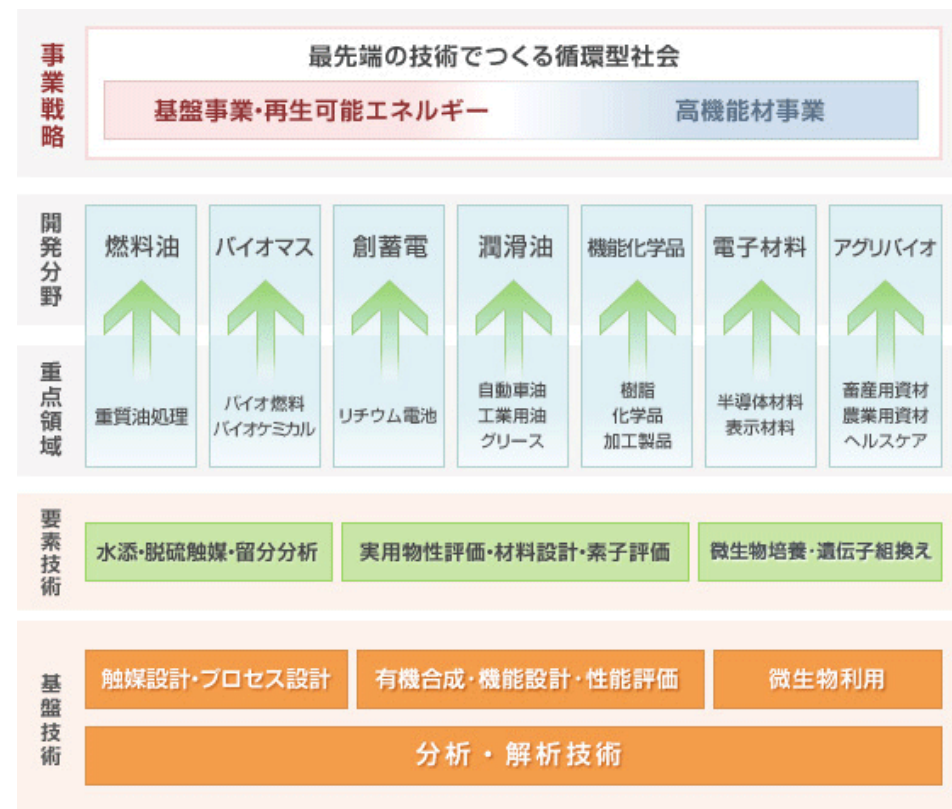 事業戦略
最先端の技術でつくる循環型社会
基盤事業・再生可能エネルギー
高機能材事業
開発分野
燃料油
バイオマス
創蓄電
潤滑油
機能化学品
電子材料
アグリバイオ
重点領域
重質油処理
バイオ燃料
バイオケミカル
リチウム電池
自動車油
工業用油
グリース
樹脂
化学品
加工製品
半導体材料
表示材料
畜産用資材
農業用資材
ヘルスケア
要素技術
水添・脱硫触媒・留分分析
実用物性評価・材料設計・素子評価
微生物培養・遺伝子組換え
基盤技術
触媒設計・プロセス設計
有機合成・機能設計・性能評価
微生物利用
分析・解析技術